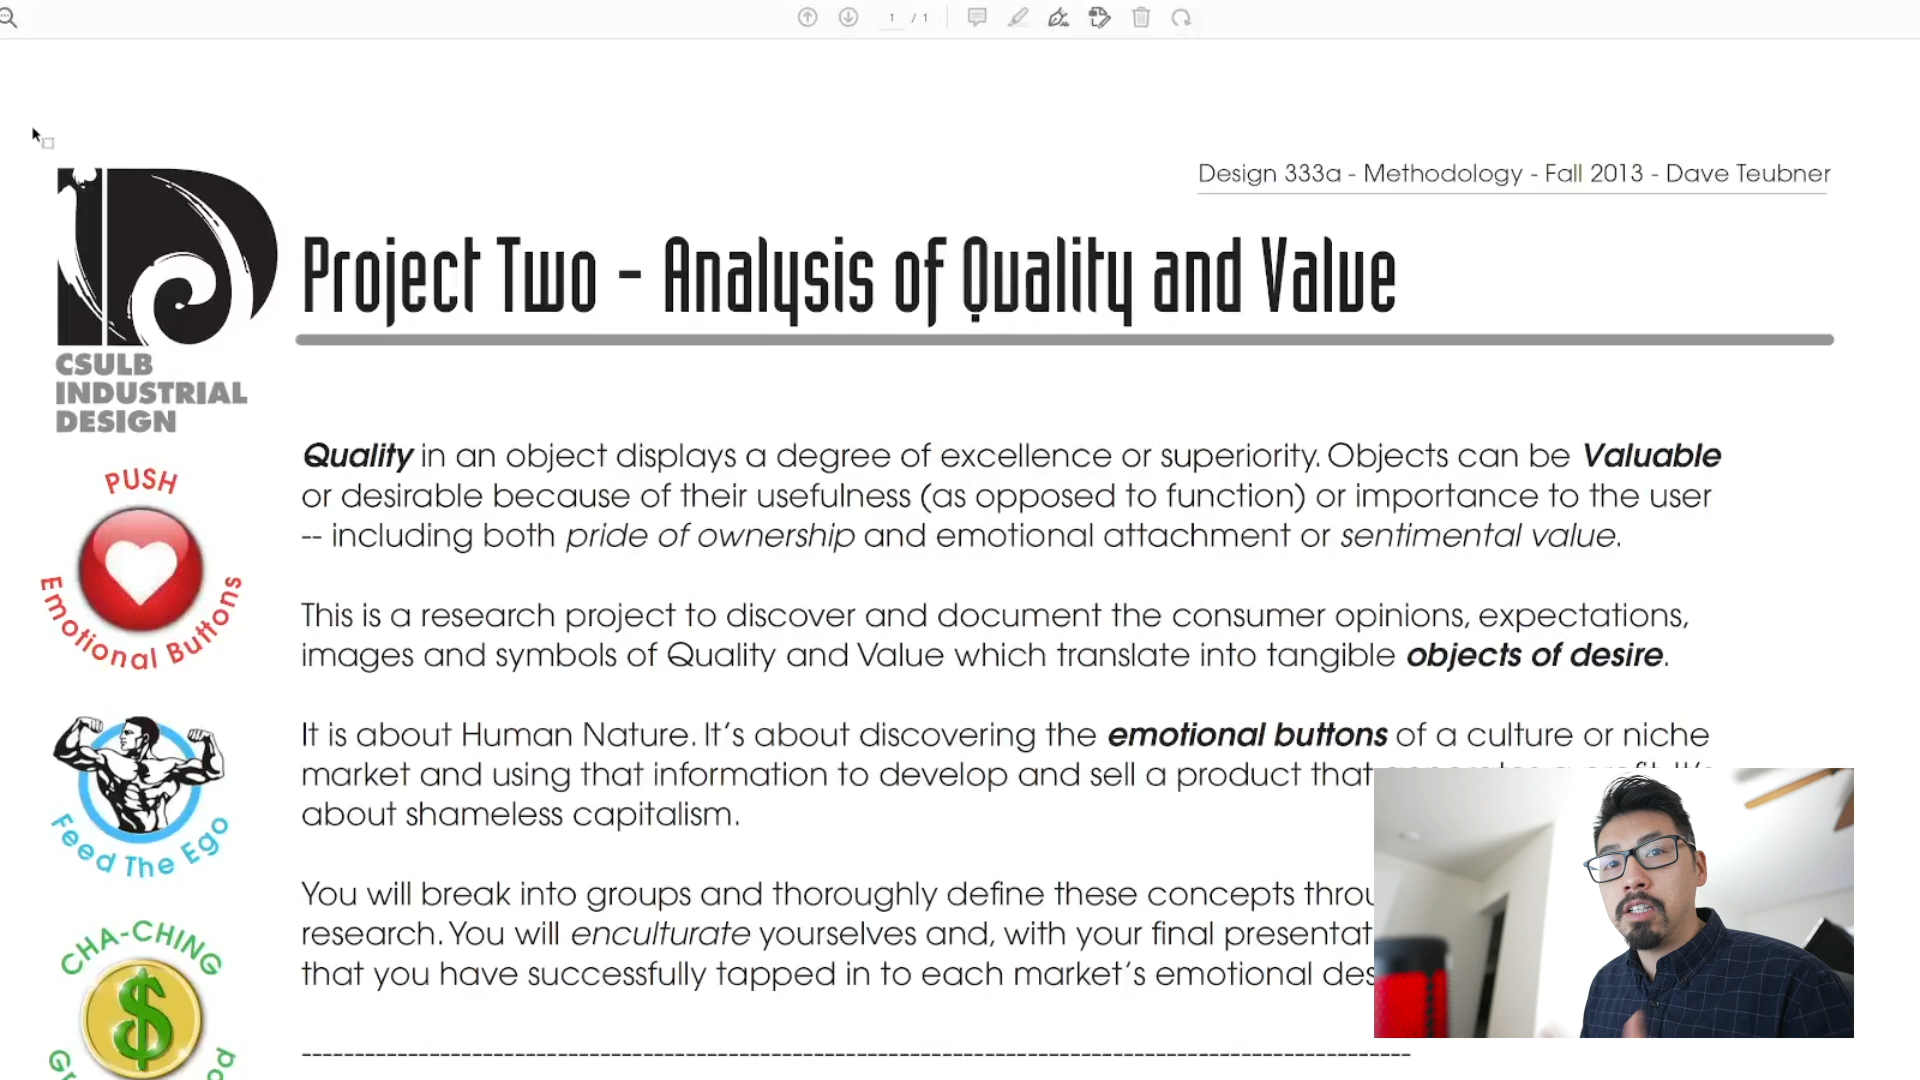 1 / 1
Design 333a - Methodology - Fall 2013 - Dave Teubner
Project Two - Analysis of Quality and Value
CSULB
INDUSTRIAL
DESIGN
Quality in an object displays a degree of excellence or superiority. Objects can be Valuable
or desirable because of their usefulness (as opposed to function) or importance to the user
-- including both pride of ownership and emotional attachment or sentimental value.
PUSH
Emotional Buttons
This is a research project to discover and document the consumer opinions, expectations,
images and symbols of Quality and Value which translate into tangible objects of desire.
It is about Human Nature. It's about discovering the emotional buttons of a culture or niche
market and using that information to develop and sell a product that
about shameless capitalism.
Feed The Ego
You will break into groups and thoroughly define these concepts
research. You will enculturate yourselves and, with your final
that you have successfully tapped in to each market's emotional
CHA-CHING
$